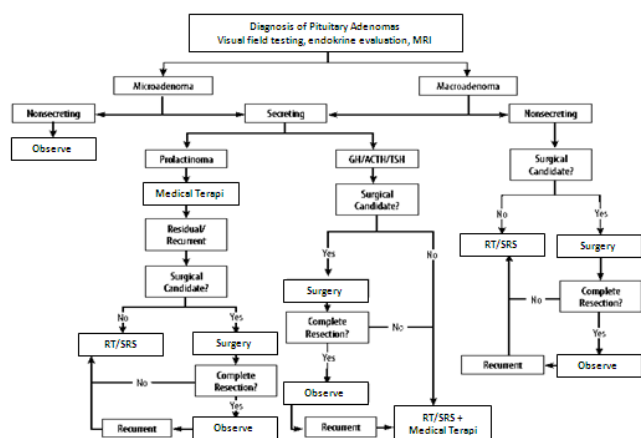 Diagnosis of Pituitary Adenomas
Visual field testing, endokrine evaluation, MRI
Microadenoma
Macroadenoma
Nonsecreting
Secreting
Nonsecreting
Observe
Prolactinoma
GH/ACTH/TSH
Surgical
Candidate?
Medical Terapi
Surgical
Candidate?
Residual/
Recurrent
No
Yes
RT/SRS
Surgery
Surgical
Candidate?
Yes
No
Surgery
Complete
Resection?
No
No
Yes
RT/SRS
Surgery
Complete
Resection?
No
Yes
Yes
Recurrent
Observe
Complete
Resection?
No
Observe
Yes
Recurrent
Observe
Recurrent
RT/SRS +
Medical Terapi